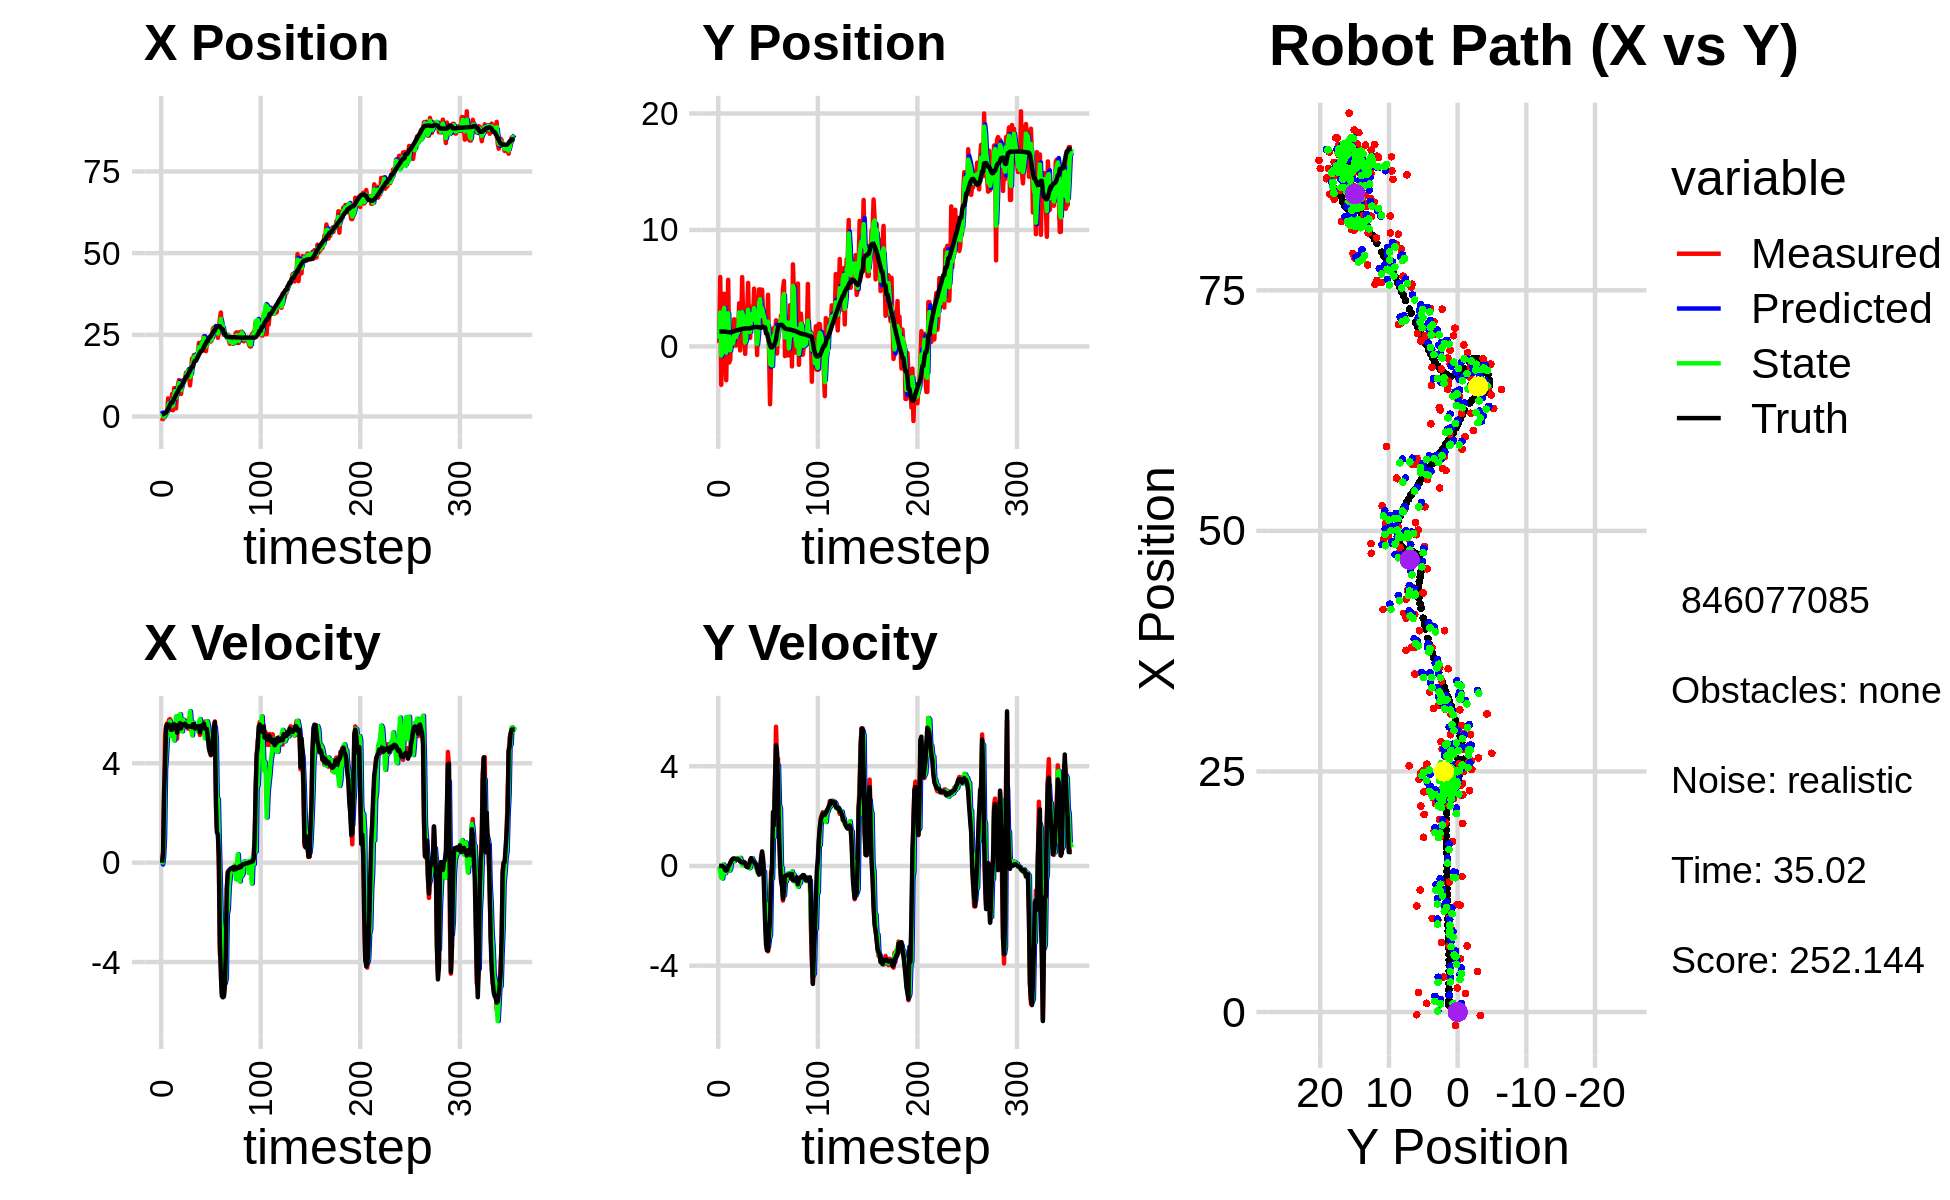 X Position
75
50
25
0
0
100
200
300
timestep
Y Position
20
10
0
0
100
200
300
timestep
X Velocity
4
0
-4
0
100
200
300
timestep
Y Velocity
4
0
-4
0
100
200
300
timestep
Robot Path (X vs Y)
X Position
75
50
25
0
20 10 0 -10 -20
Y Position
variable
Measured
Predicted
State
Truth
846077085
Obstacles: none
Noise: realistic
Time: 35.02
Score: 252.144